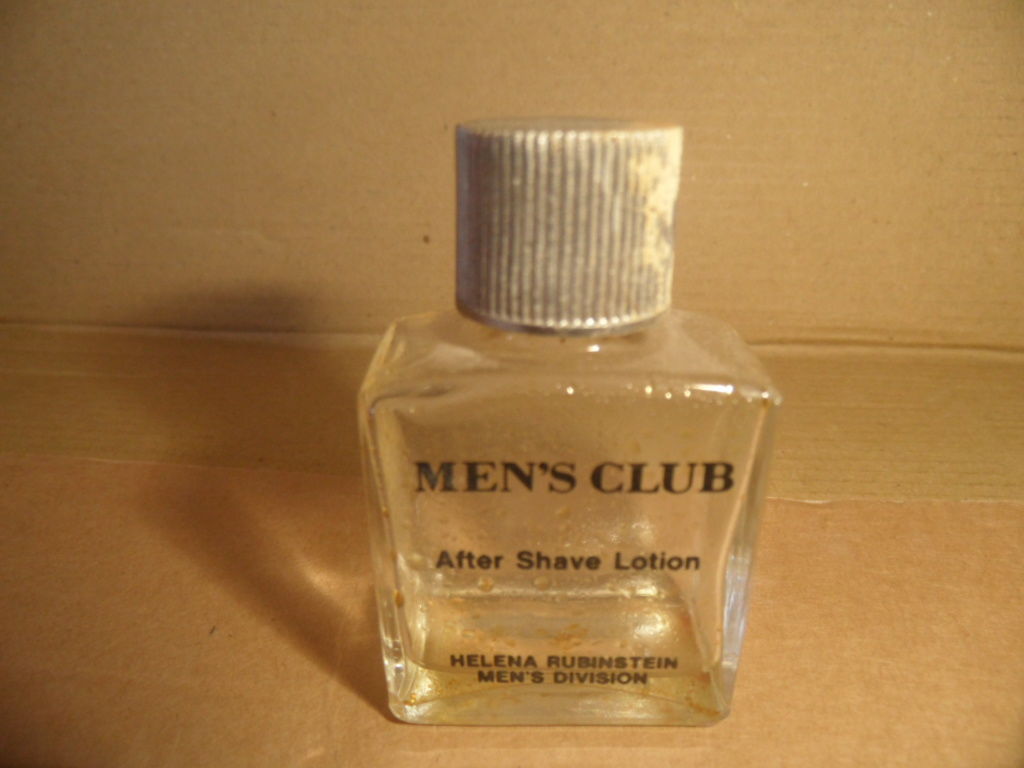 MEN'S CLUB
After Shave Lotion
HELENA RUBINSTEIN
MEN'S DIVISION